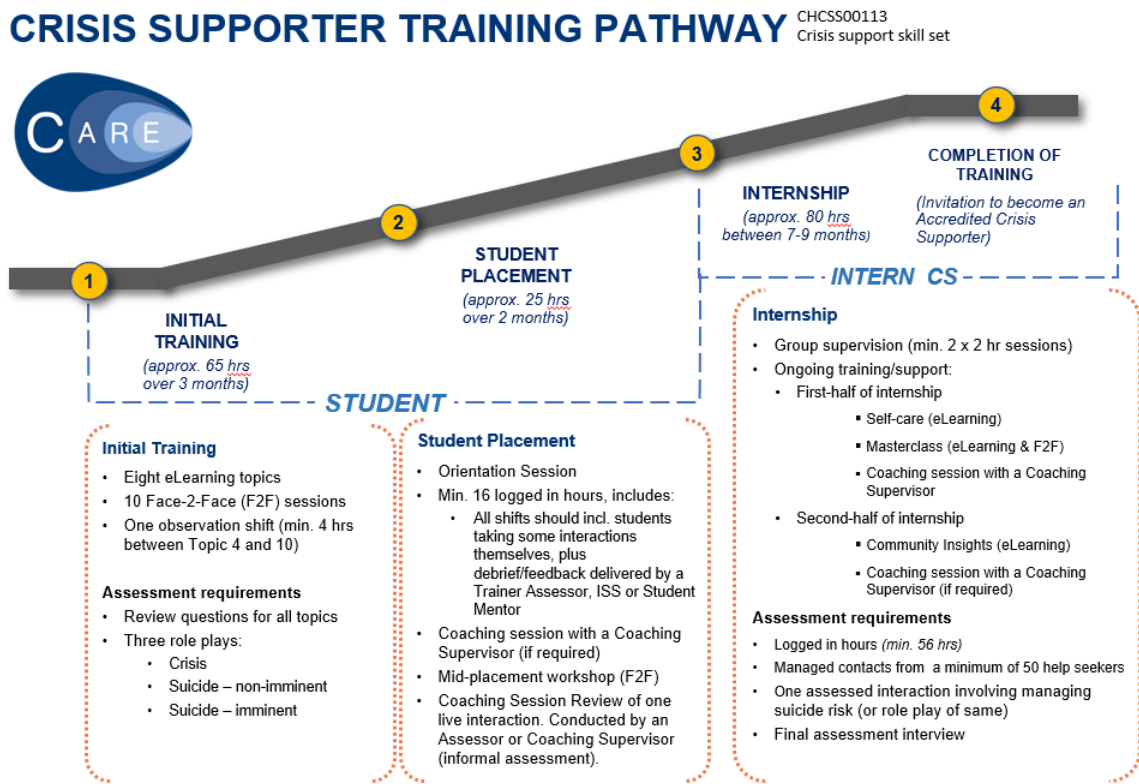 CRISIS SUPPORTER TRAINING PATHWAY
CHCSS00113
Crisis support skill set
CARE
1
2
3
4
INITIAL
TRAINING
(approx. 65 hrs
over 3 months)
STUDENT
PLACEMENT
(approx. 25 hrs
over 2 months)
INTERNSHIP
(approx. 80 hrs
between 7-9 months)
COMPLETION OF
TRAINING
(Invitation to become an
Accredited Crisis
Supporter)
STUDENT
INTERN CS
Initial Training
• Eight eLearning topics
• 10 Face-2-Face (F2F) sessions
• One observation shift (min. 4 hrs
between Topic 4 and 10)
Assessment requirements
• Review questions for all topics
• Three role plays:
• Crisis
• Suicide – non-imminent
• Suicide – imminent
Student Placement
• Orientation Session
• Min. 16 logged in hours, includes:
• All shifts should incl. students
taking some interactions
themselves, plus
debrief/feedback delivered by a
Trainer Assessor, ISS or Student
Mentor
• Coaching session with a Coaching
Supervisor (if required)
• Mid-placement workshop (F2F)
• Coaching Session Review of one
live interaction. Conducted by an
Assessor or Coaching Supervisor
(informal assessment).
Internship
• Group supervision (min. 2 x 2 hr sessions)
• Ongoing training/support:
• First-half of internship
▪ Self-care (eLearning)
▪ Masterclass (eLearning & F2F)
▪ Coaching session with a Coaching
Supervisor
• Second-half of internship
▪ Community Insights (eLearning)
▪ Coaching session with a Coaching
Supervisor (if required)
Assessment requirements
• Logged in hours (min. 56 hrs)
• Managed contacts from a minimum of 50 help seekers
• One assessed interaction involving managing
suicide risk (or role play of same)
• Final assessment interview